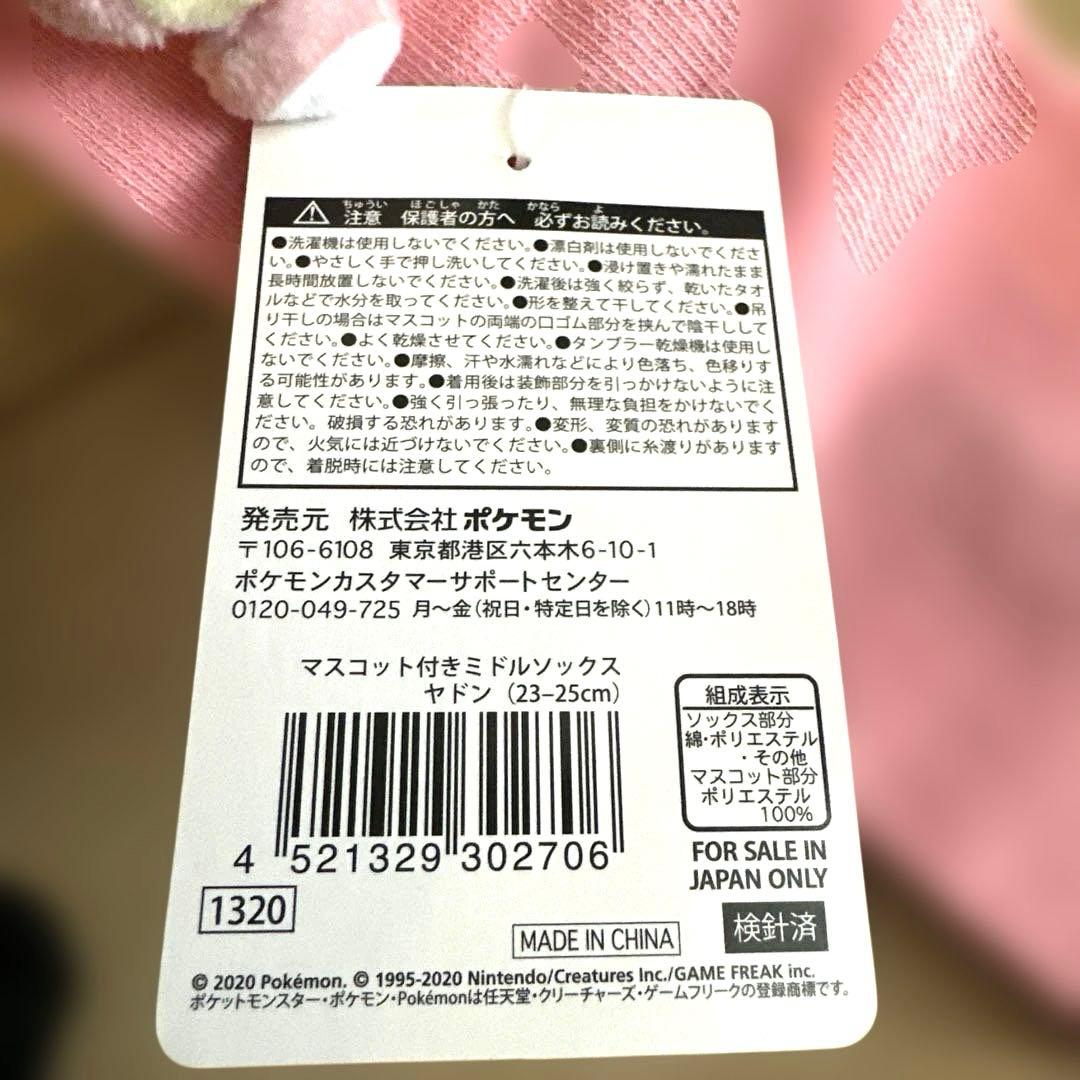 注意 保護者の方へ 必ずお読みください。
ちゅうい ほごしゃ かた かなら よ
●洗濯機は使用しないでください。●漂白剤は使用しないでくださ
い。●やさしく手で押し洗いしてください。●浸け置きや濡れたまま
長時間放置しないでください。●洗濯後は強く絞らず、乾いたタオ
ルなどで水分を取ってください。●形を整えて干してください。●吊
り干しの場合はマスコットの両端の口ゴム部分を挟んで陰干しして
ください。●よく乾燥させてください。●タンブラー乾燥機は使用し
ないでください。●摩擦、汗や水濡れなどにより色落ち、色移りす
る可能性があります。●着用後は装飾部分を引っかけないように注
意してください。●強く引っ張ったり、無理な負担をかけないでく
ださい。破損する恐れがあります。●変形、変質の恐れがあります
ので、火気には近づけないでください。●裏側に糸渡りがあります
ので、着脱時には注意してください。
発売元 株式会社ポケモン
〒106-6108 東京都港区六本木6-10-1
ポケモンカスタマーサポートセンター
0120-049-725 月～金(祝日・特定日を除く)11時～18時
マスコット付きミドルソックス
ヤドン（23–25cm）
4 521329 302706
1320
組成表示
ソックス部分
綿・ポリエステル
・その他
マスコット部分
ポリエステル
100%
FOR SALE IN
JAPAN ONLY
検針済
MADE IN CHINA
© 2020 Pokémon. © 1995-2020 Nintendo/Creatures Inc./GAME FREAK inc.
ポケットモンスター・ポケモン・Pokémonは任天堂・クリーチャーズ・ゲームフリークの登録商標です。